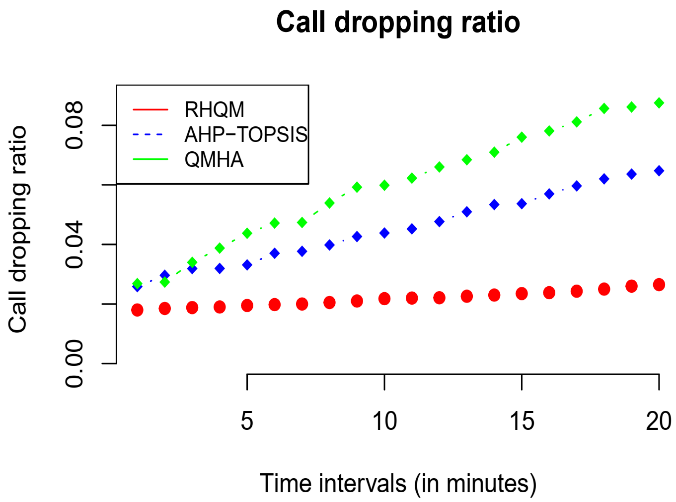 Call dropping ratio
RHQM
AHP−TOPSIS
QMHA
Call dropping ratio
0.08
0.04
0.00
5 10 15 20
Time intervals (in minutes)